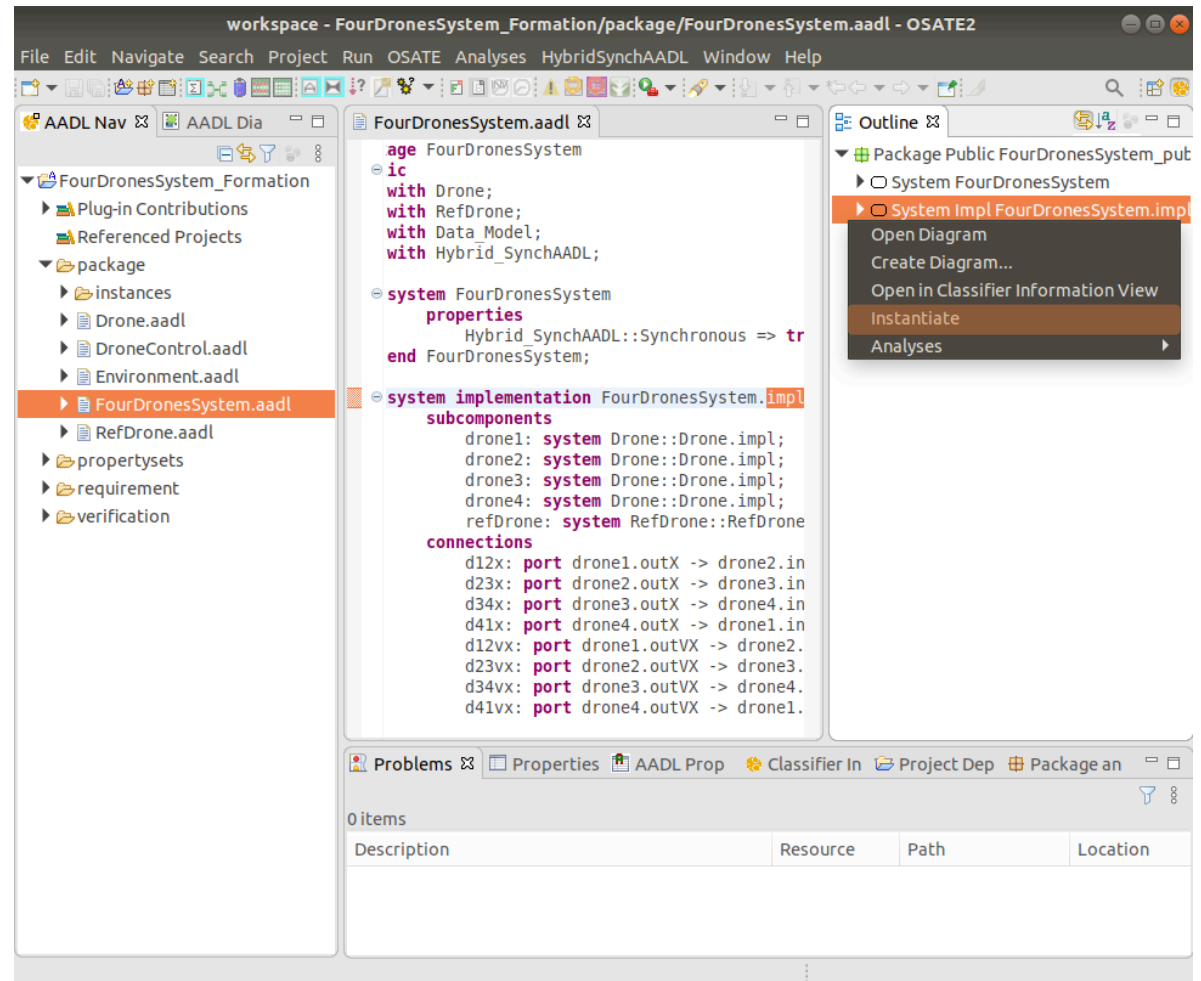 workspace - FourDronesSystem_Formation/package/FourDronesSystem.aadl - OSATE2
File Edit Navigate Search Project Run OSATE Analyses HybridSynchAADL Window Help
AADL Nav
AADL Dia
FourDronesSystem_Formation
Plug-in Contributions
Referenced Projects
package
instances
Drone.aadl
DroneControl.aadl
Environment.aadl
FourDronesSystem.aadl
RefDrone.aadl
propertysets
requirement
verification
FourDronesSystem.aadl
age FourDronesSystem
ic
with Drone;
with RefDrone;
with Data_Model;
with Hybrid_SynchAADL;
system FourDronesSystem
properties
Hybrid_SynchAADL::Synchronous => tr
end FourDronesSystem;
system implementation FourDronesSystem.impl
subcomponents
drone1: system Drone::Drone.impl;
drone2: system Drone::Drone.impl;
drone3: system Drone::Drone.impl;
drone4: system Drone::Drone.impl;
refDrone: system RefDrone::RefDrone
connections
d12x: port drone1.outX -> drone2.in
d23x: port drone2.outX -> drone3.in
d34x: port drone3.outX -> drone4.in
d41x: port drone4.outX -> drone1.in
d12vx: port drone1.outVX -> drone2.
d23vx: port drone2.outVX -> drone3.
d34vx: port drone3.outVX -> drone4.
d41vx: port drone4.outVX -> drone1.
Outline
Package Public FourDronesSystem_pub
System FourDronesSystem
System Impl FourDronesSystem.impl
Open Diagram
Create Diagram...
Open in Classifier Information View
Instantiate
Analyses
Problems
Properties
AADL Prop
Classifier In
Project Dep
Package an
0 items
Description Resource Path Location